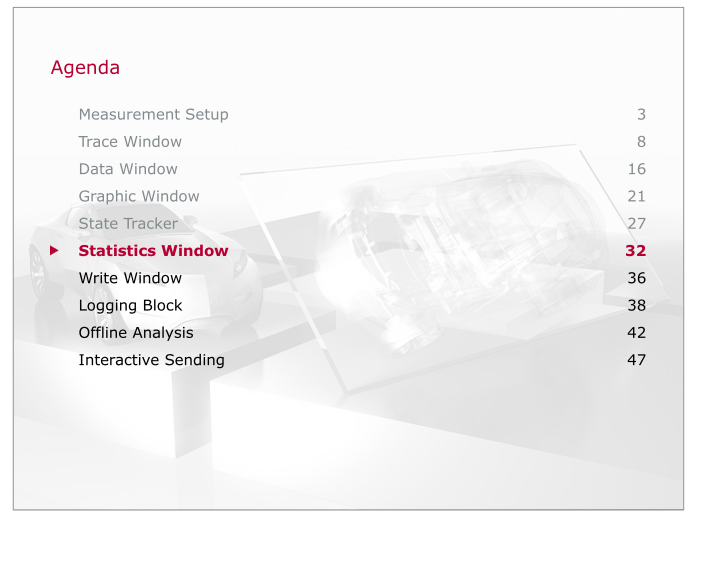 Agenda
Measurement Setup 3
Trace Window 8
Data Window 16
Graphic Window 21
State Tracker 27
Statistics Window 32
Write Window 36
Logging Block 38
Offline Analysis 42
Interactive Sending 47